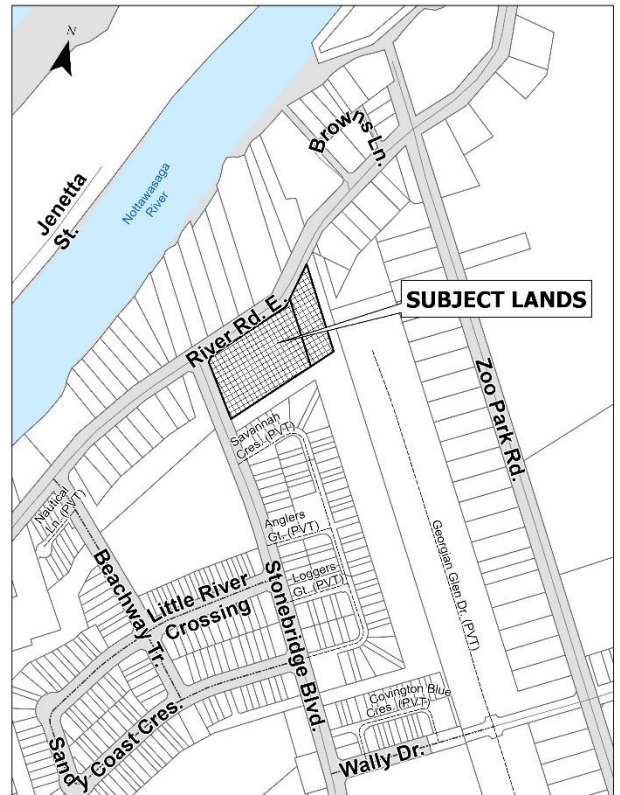 N
Browns Ln.
Jenetta
St.
Nottawasaga
River
SUBJECT LANDS
River Rd. E.
Zoo Park Rd.
Savannah
Cres. (PVT)
Nautical
Ln. (PVT)
Anglers
Gt. (PVT)
Georgian Glen Dr. (PVT)
Loggers
Gt. (PVT)
Beachway Tr.
Little River
Crossing
Stonebridge Blvd.
Covington Blue
Cres. (PVT)
Sandy Coast Cres.
Wally Dr.